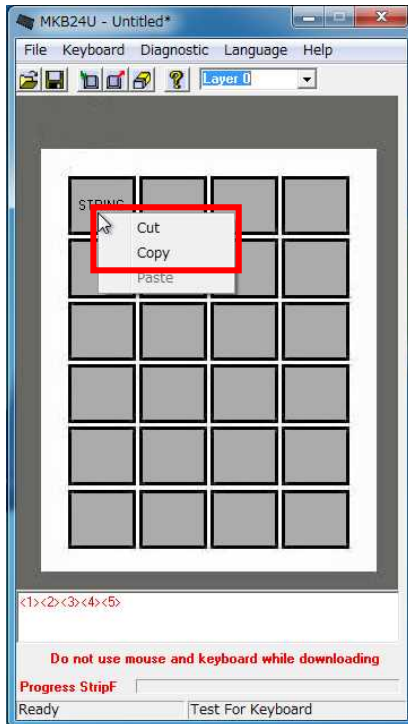 MKB24U - Untitled*
File Keyboard Diagnostic Language Help
Layer 0
STRING
Cut
Copy
Paste
<1><2><3><4><5>
Do not use mouse and keyboard while downloading
Progress StripF
Ready Test For Keyboard